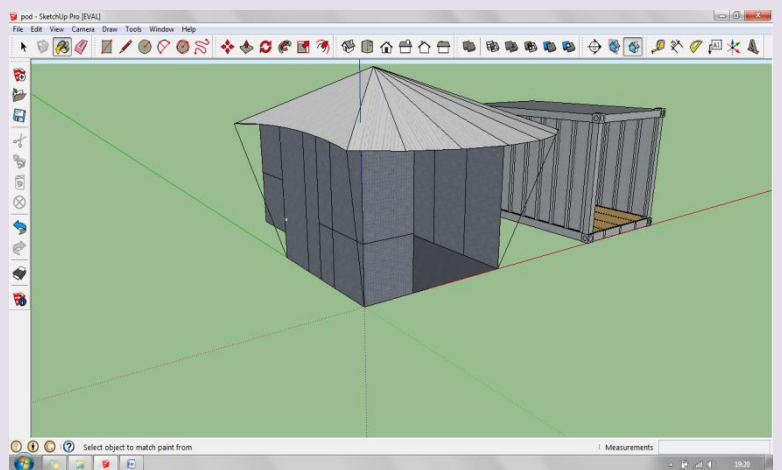 pod - SketchUp Pro [EVAL]
File Edit View Camera Draw Tools Window Help
A1
Select object to match paint from
Measurements
19:20